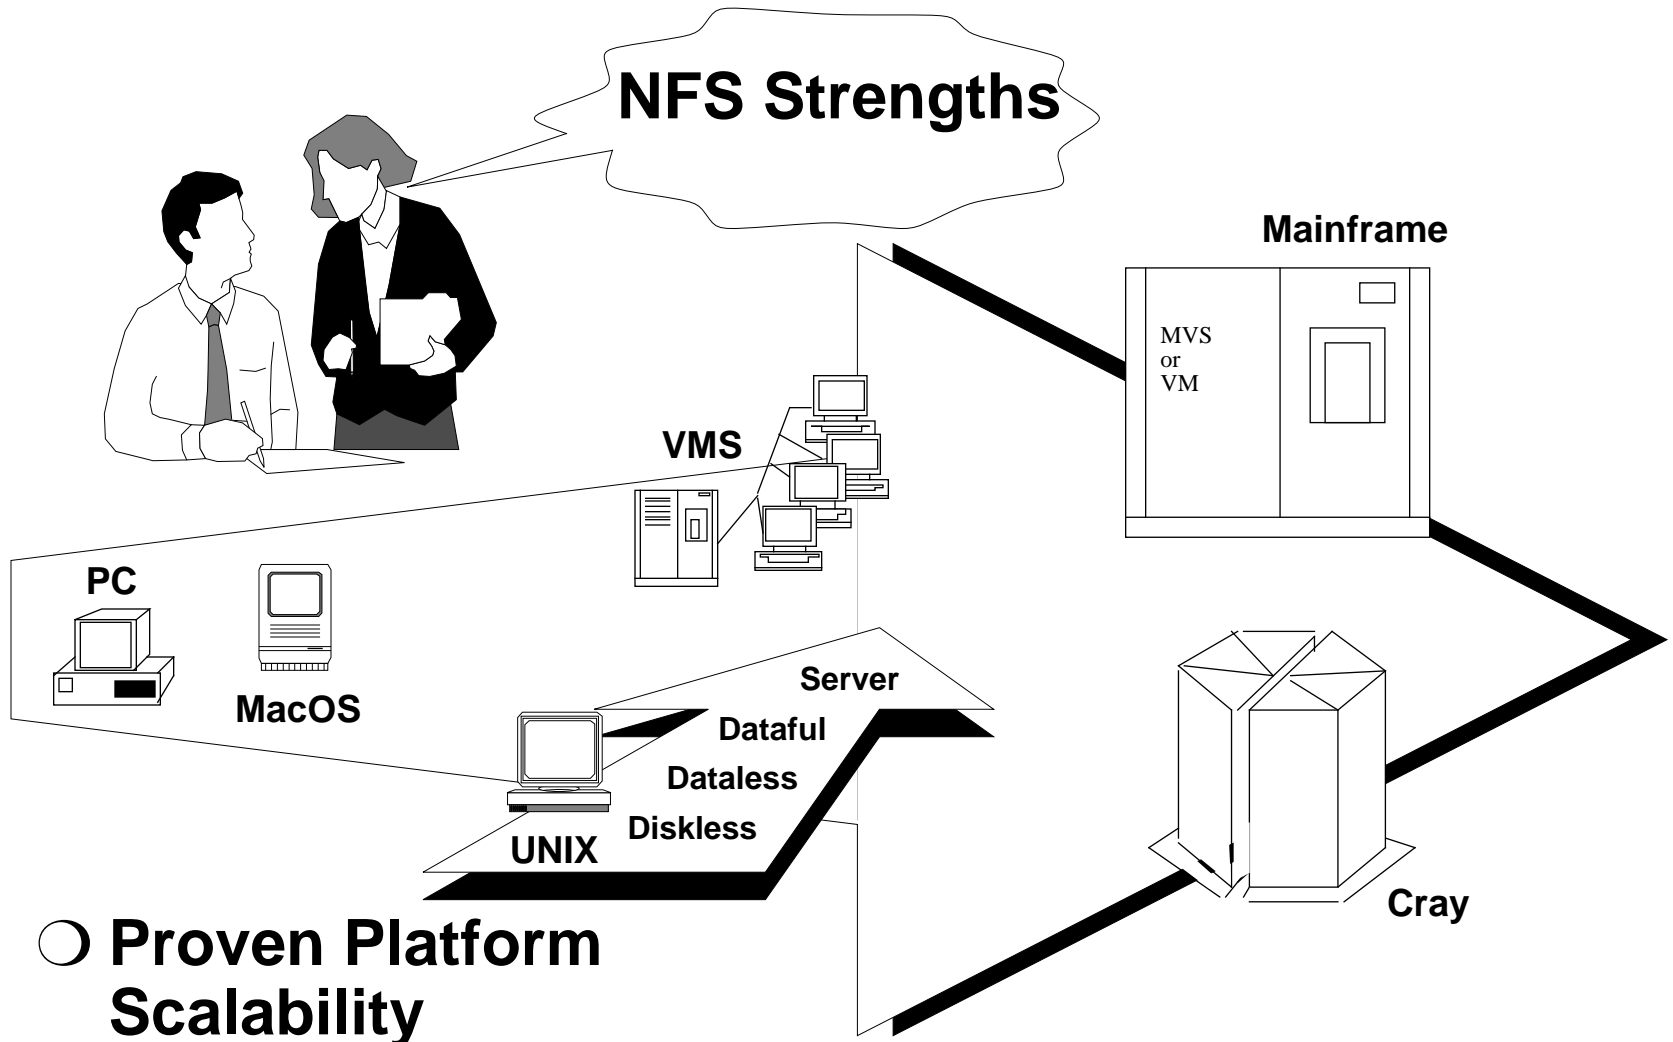 NFS Strengths
Mainframe
MVS
or
VM
VMS
PC
MacOS
Server
Dataful
Dataless
Diskless
UNIX
Cray
❍ Proven Platform
Scalability